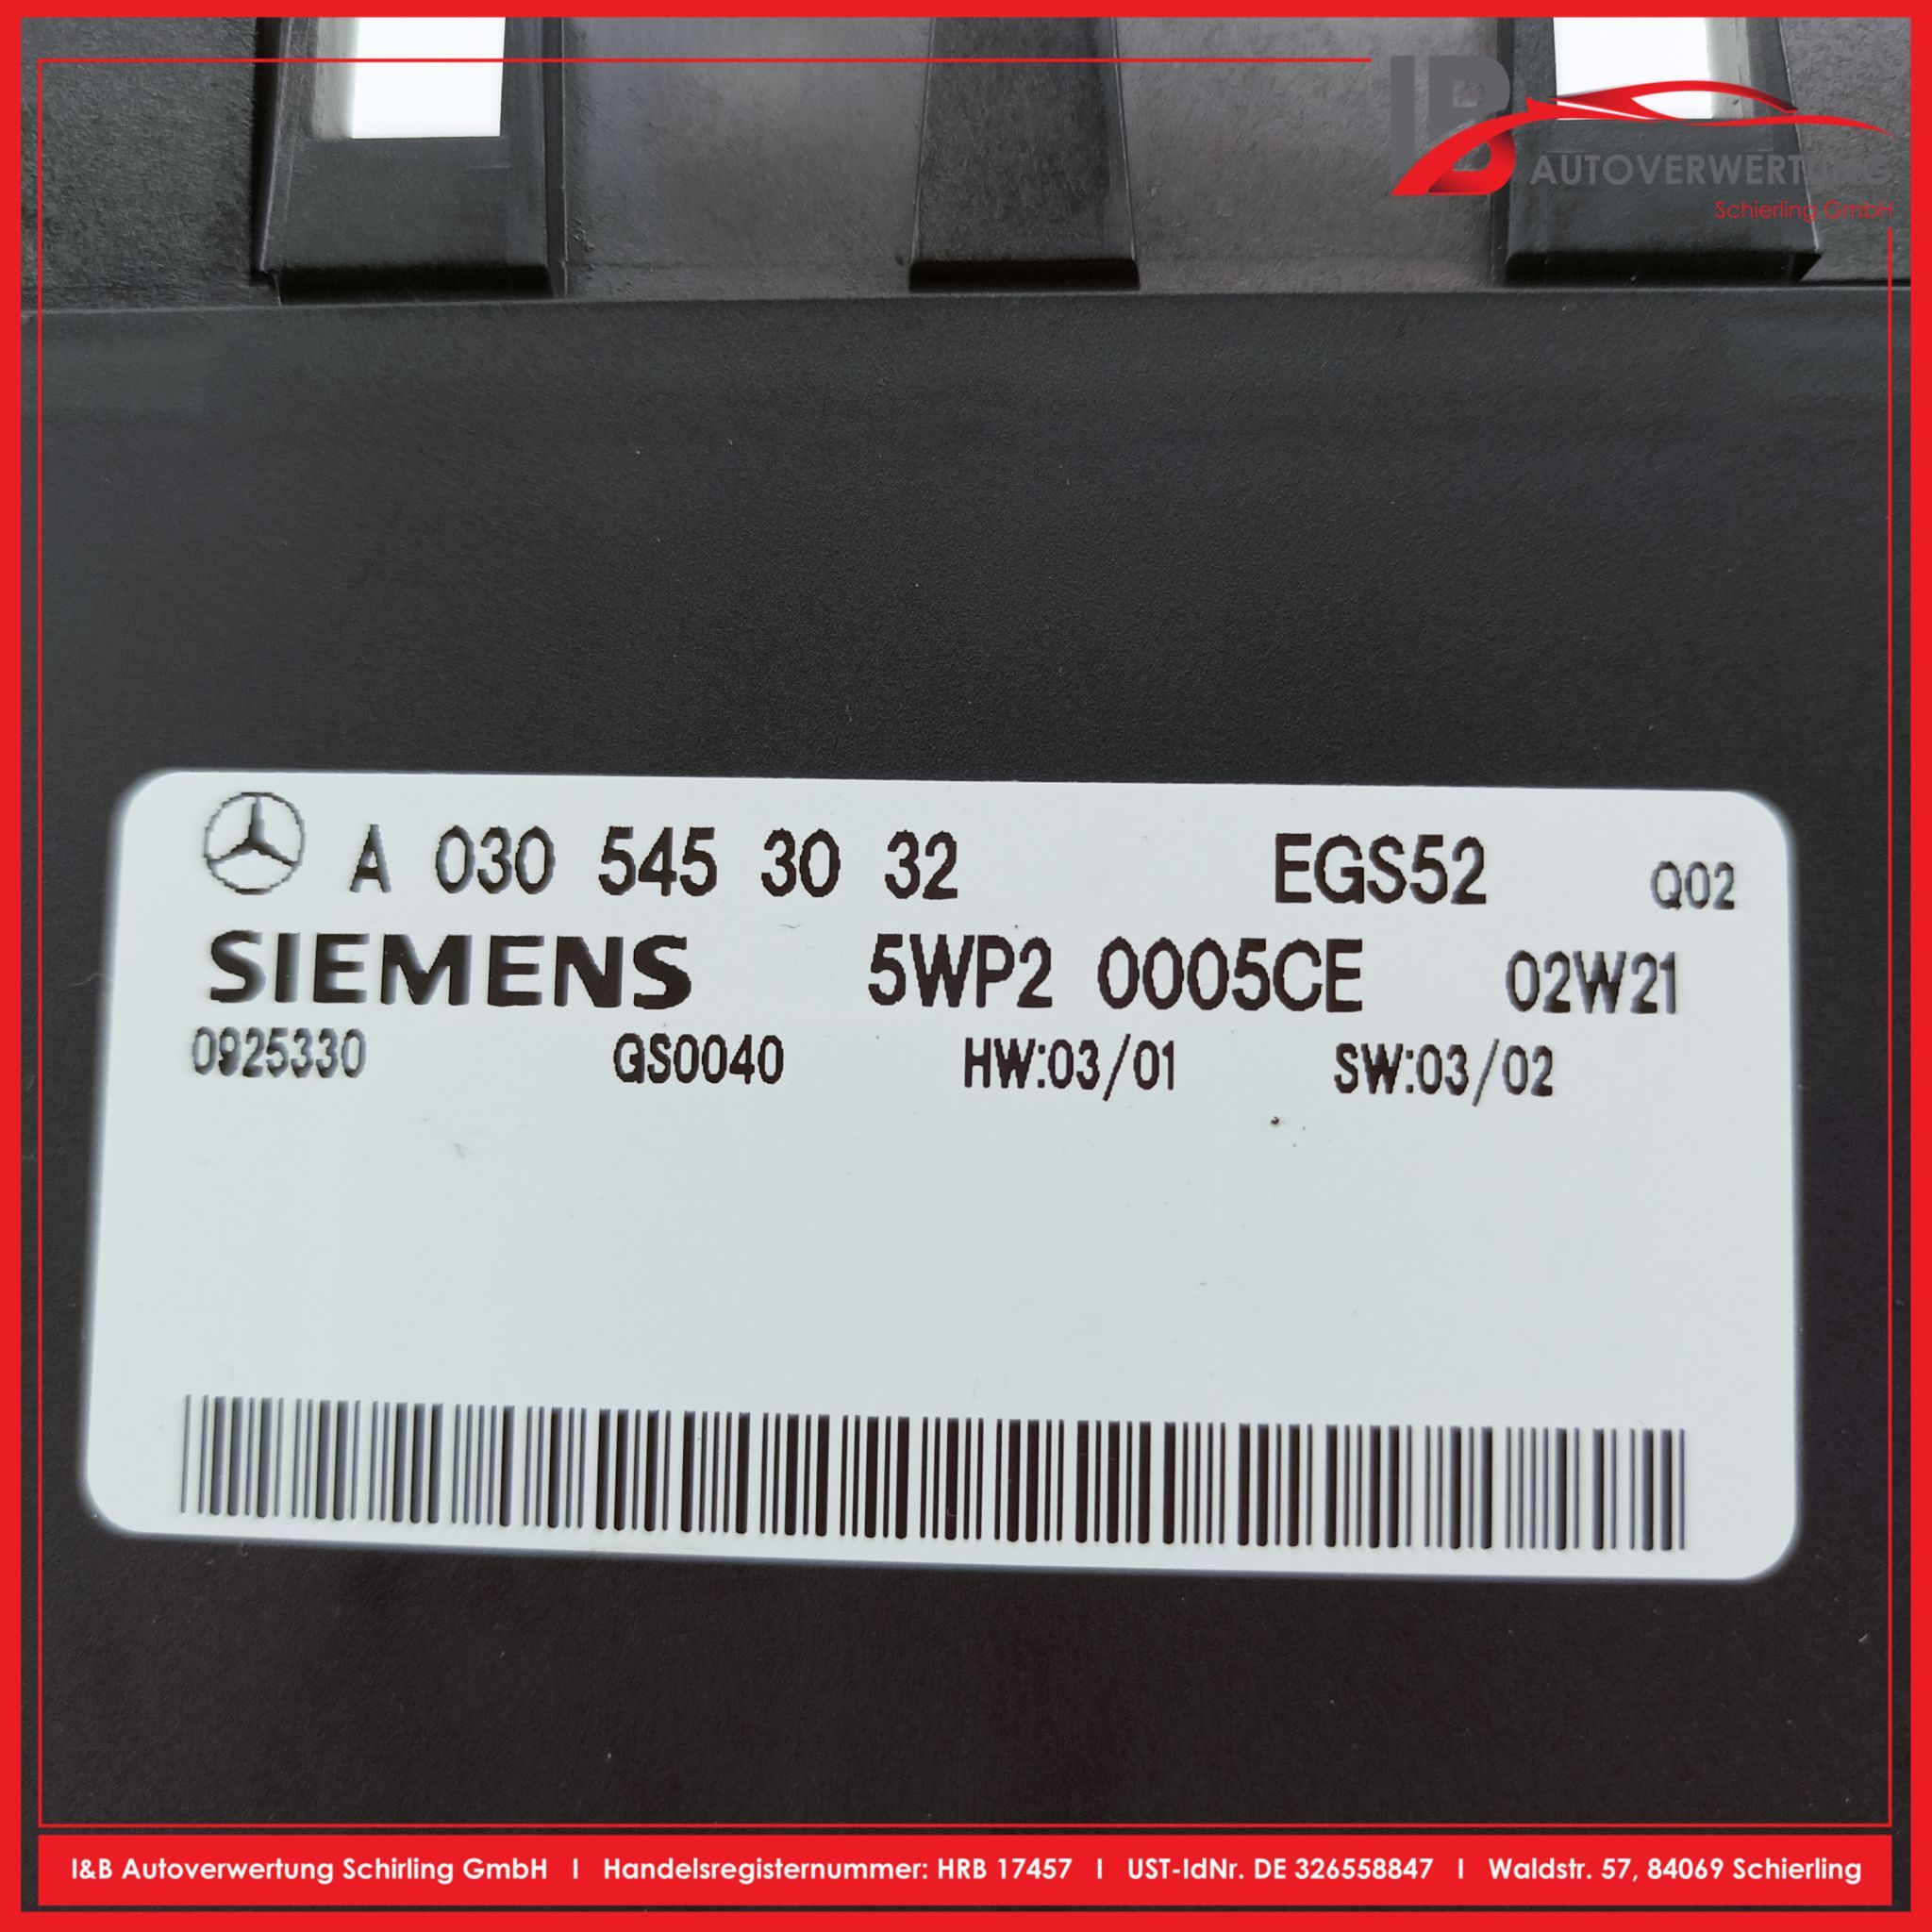 IB
AUTOVERWERTUNG
Schierling GmbH
A 030 545 30 32 EGS52 Q02
SIEMENS 5WP2 0005CE 02W21
0925330 GS0040 HW:03/01 SW:03/02
I&B Autoverwertung Schirling GmbH I Handelsregisternummer: HRB 17457 I UST-IdNr. DE 326558847 I Waldstr. 57, 84069 Schierling